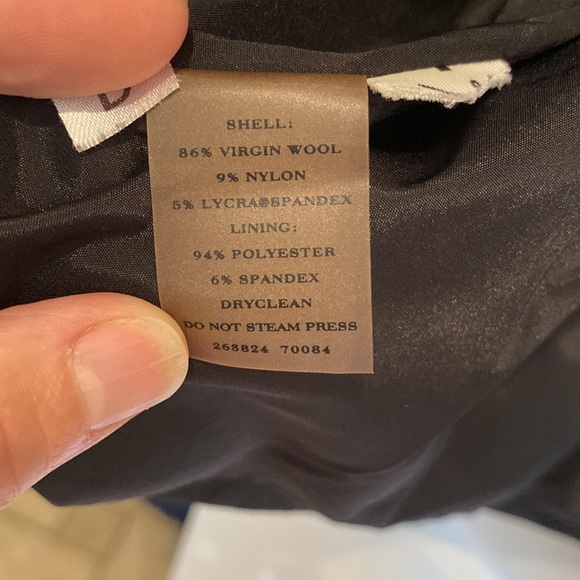 SHELL:
86% VIRGIN WOOL
9% NYLON
5% LYCRA®SPANDEX
LINING:
94% POLYESTER
6% SPANDEX
DRYCLEAN
DO NOT STEAM PRESS
268824 70084